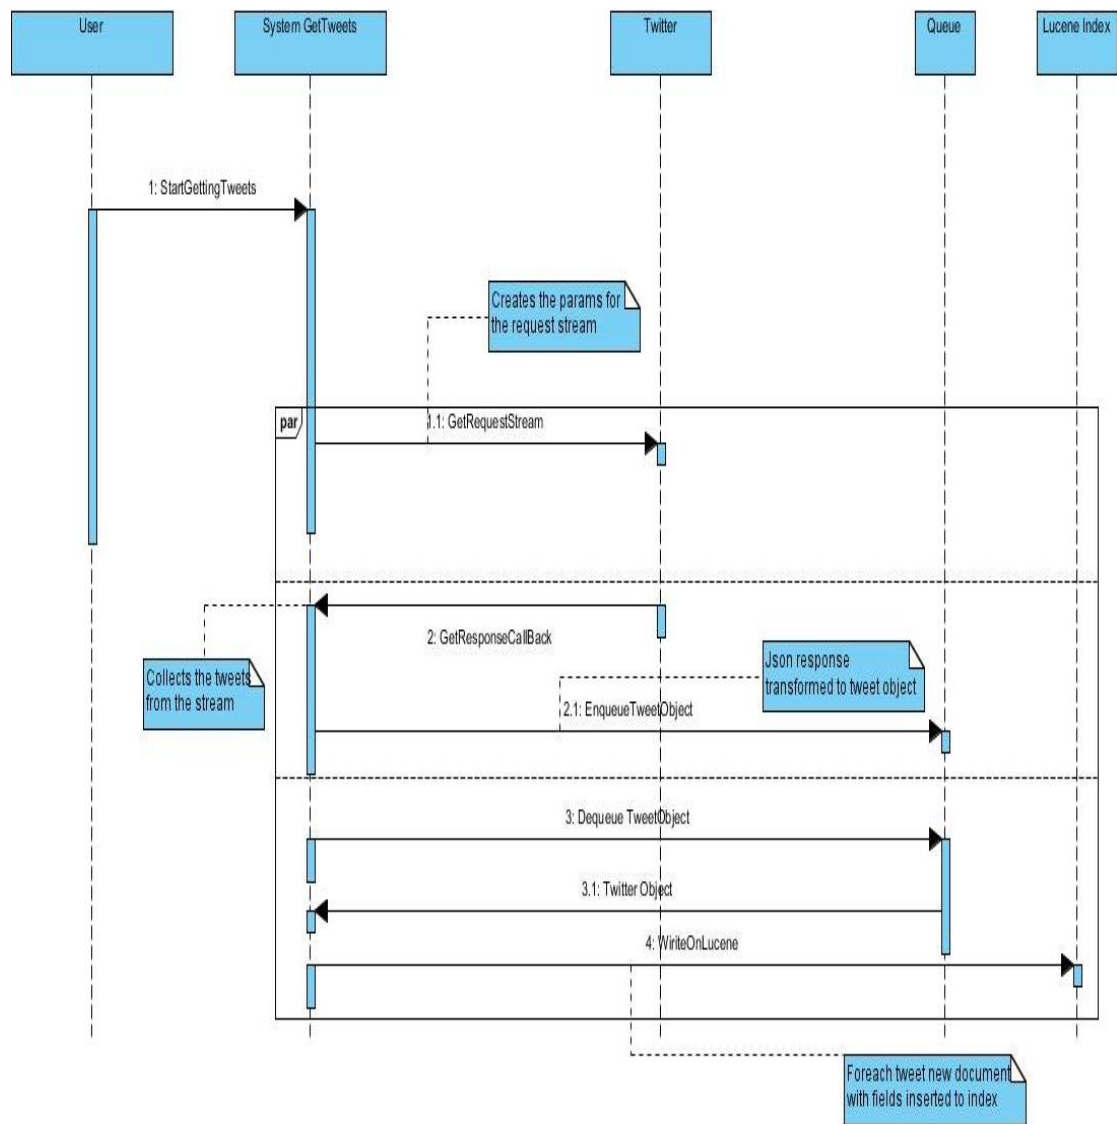 User
System GetTweets
Twitter
Queue
Lucene Index
1: StartGettingTweets
Creates the params for
the request stream
par
1.1: GetRequestStream
2: GetResponseCallBack
Collects the tweets
from the stream
Json response
transformed to tweet object
2.1: EnqueueTweetObject
3: Dequeue TweetObject
3.1: Twitter Object
4: WiriteOnLucene
Foreach tweet new document
with fields inserted to index